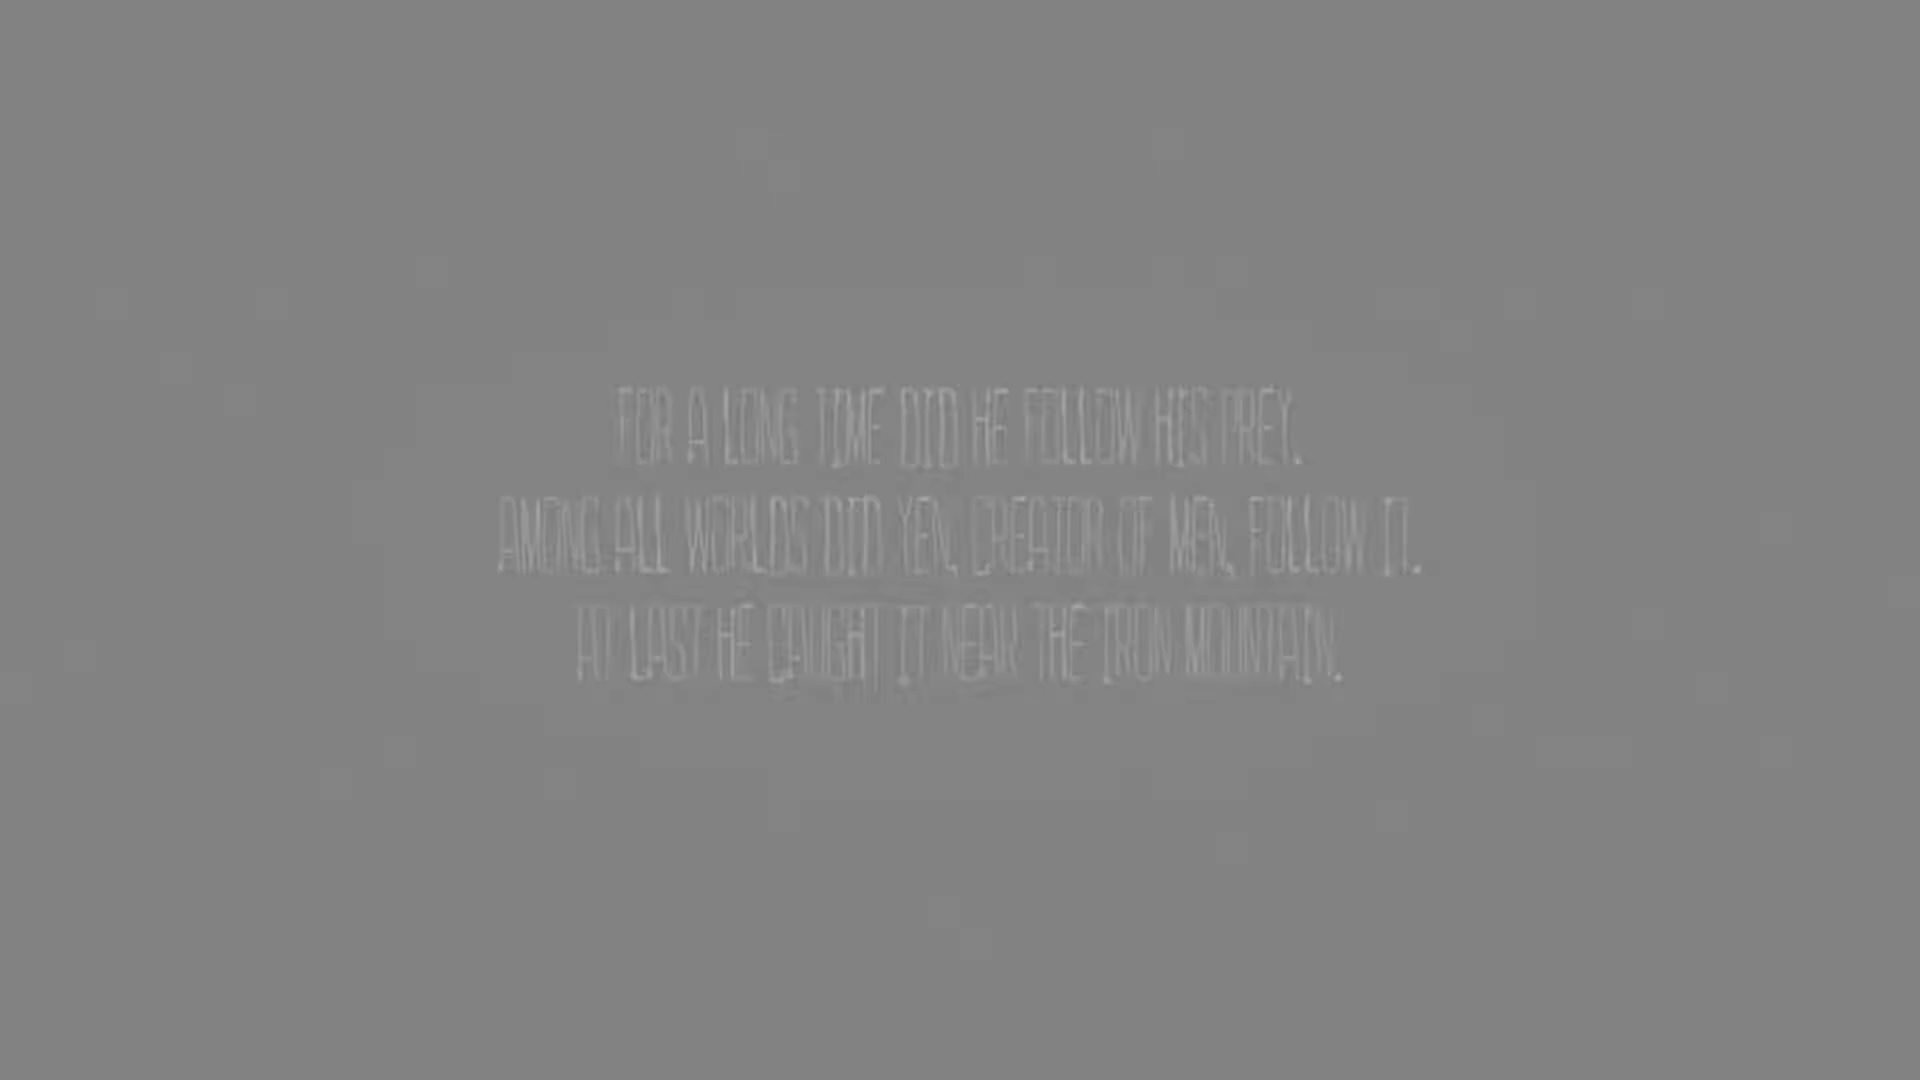 FOR A LONG TIME DID HE FOLLOW HIS PREY.
AMONG ALL WORLDS DID YEN, CREATOR OF MEN, FOLLOW IT.
AT LAST HE CAUGHT IT NEAR THE IRON MOUNTAIN.